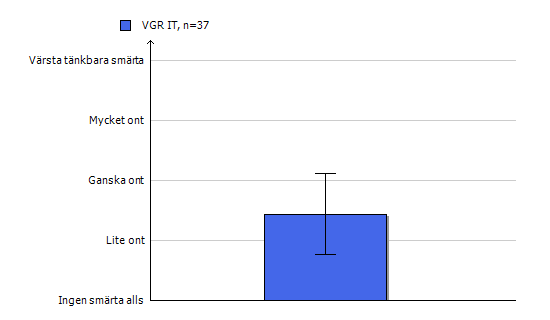 VGR IT, n=37
Värsta tänkbara smärta
Mycket ont
Ganska ont
Lite ont
Ingen smärta alls